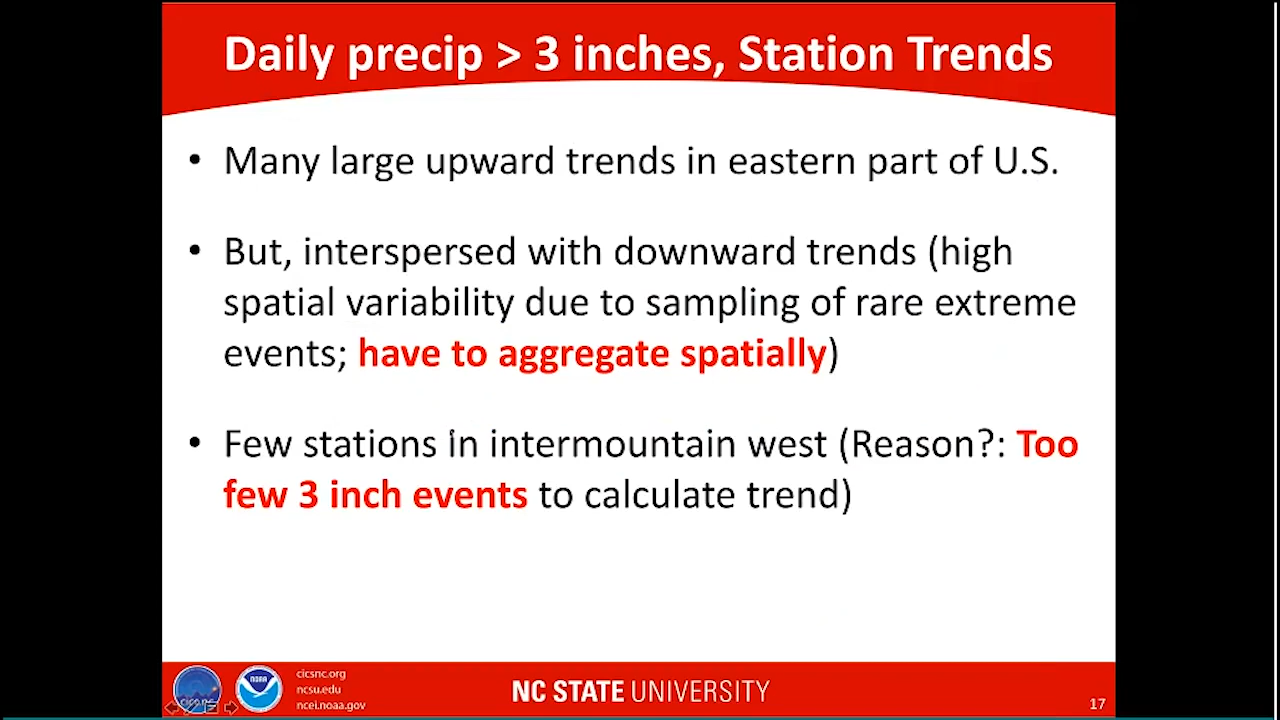 Daily precip > 3 inches, Station Trends
• Many large upward trends in eastern part of U.S.
• But, interspersed with downward trends (high
spatial variability due to sampling of rare extreme
events; have to aggregate spatially)
• Few stations in intermountain west (Reason?: Too
few 3 inch events to calculate trend)
cicsnc.org
ncsu.edu
ncei.noaa.gov
NOAA
NC STATE UNIVERSITY
17